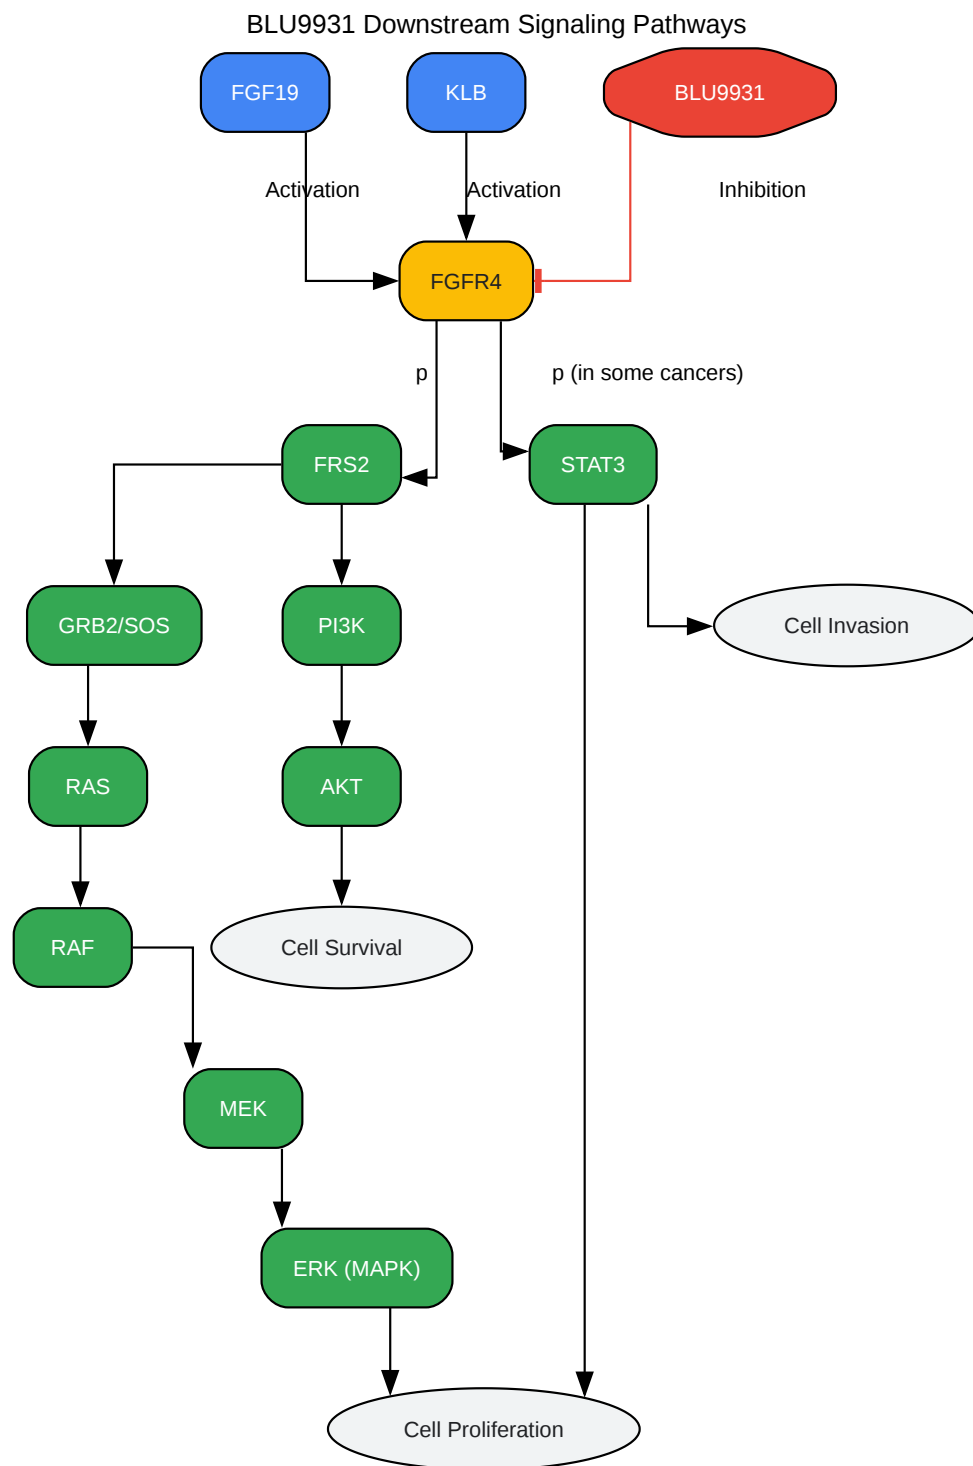 BLU9931 Downstream Signaling Pathways
FGF19
KLB
BLU9931
Activation
Activation
Inhibition
FGFR4
p
p (in some cancers)
FRS2
STAT3
GRB2/SOS
PI3K
Cell Invasion
RAS
AKT
RAF
Cell Survival
MEK
ERK (MAPK)
Cell Proliferation